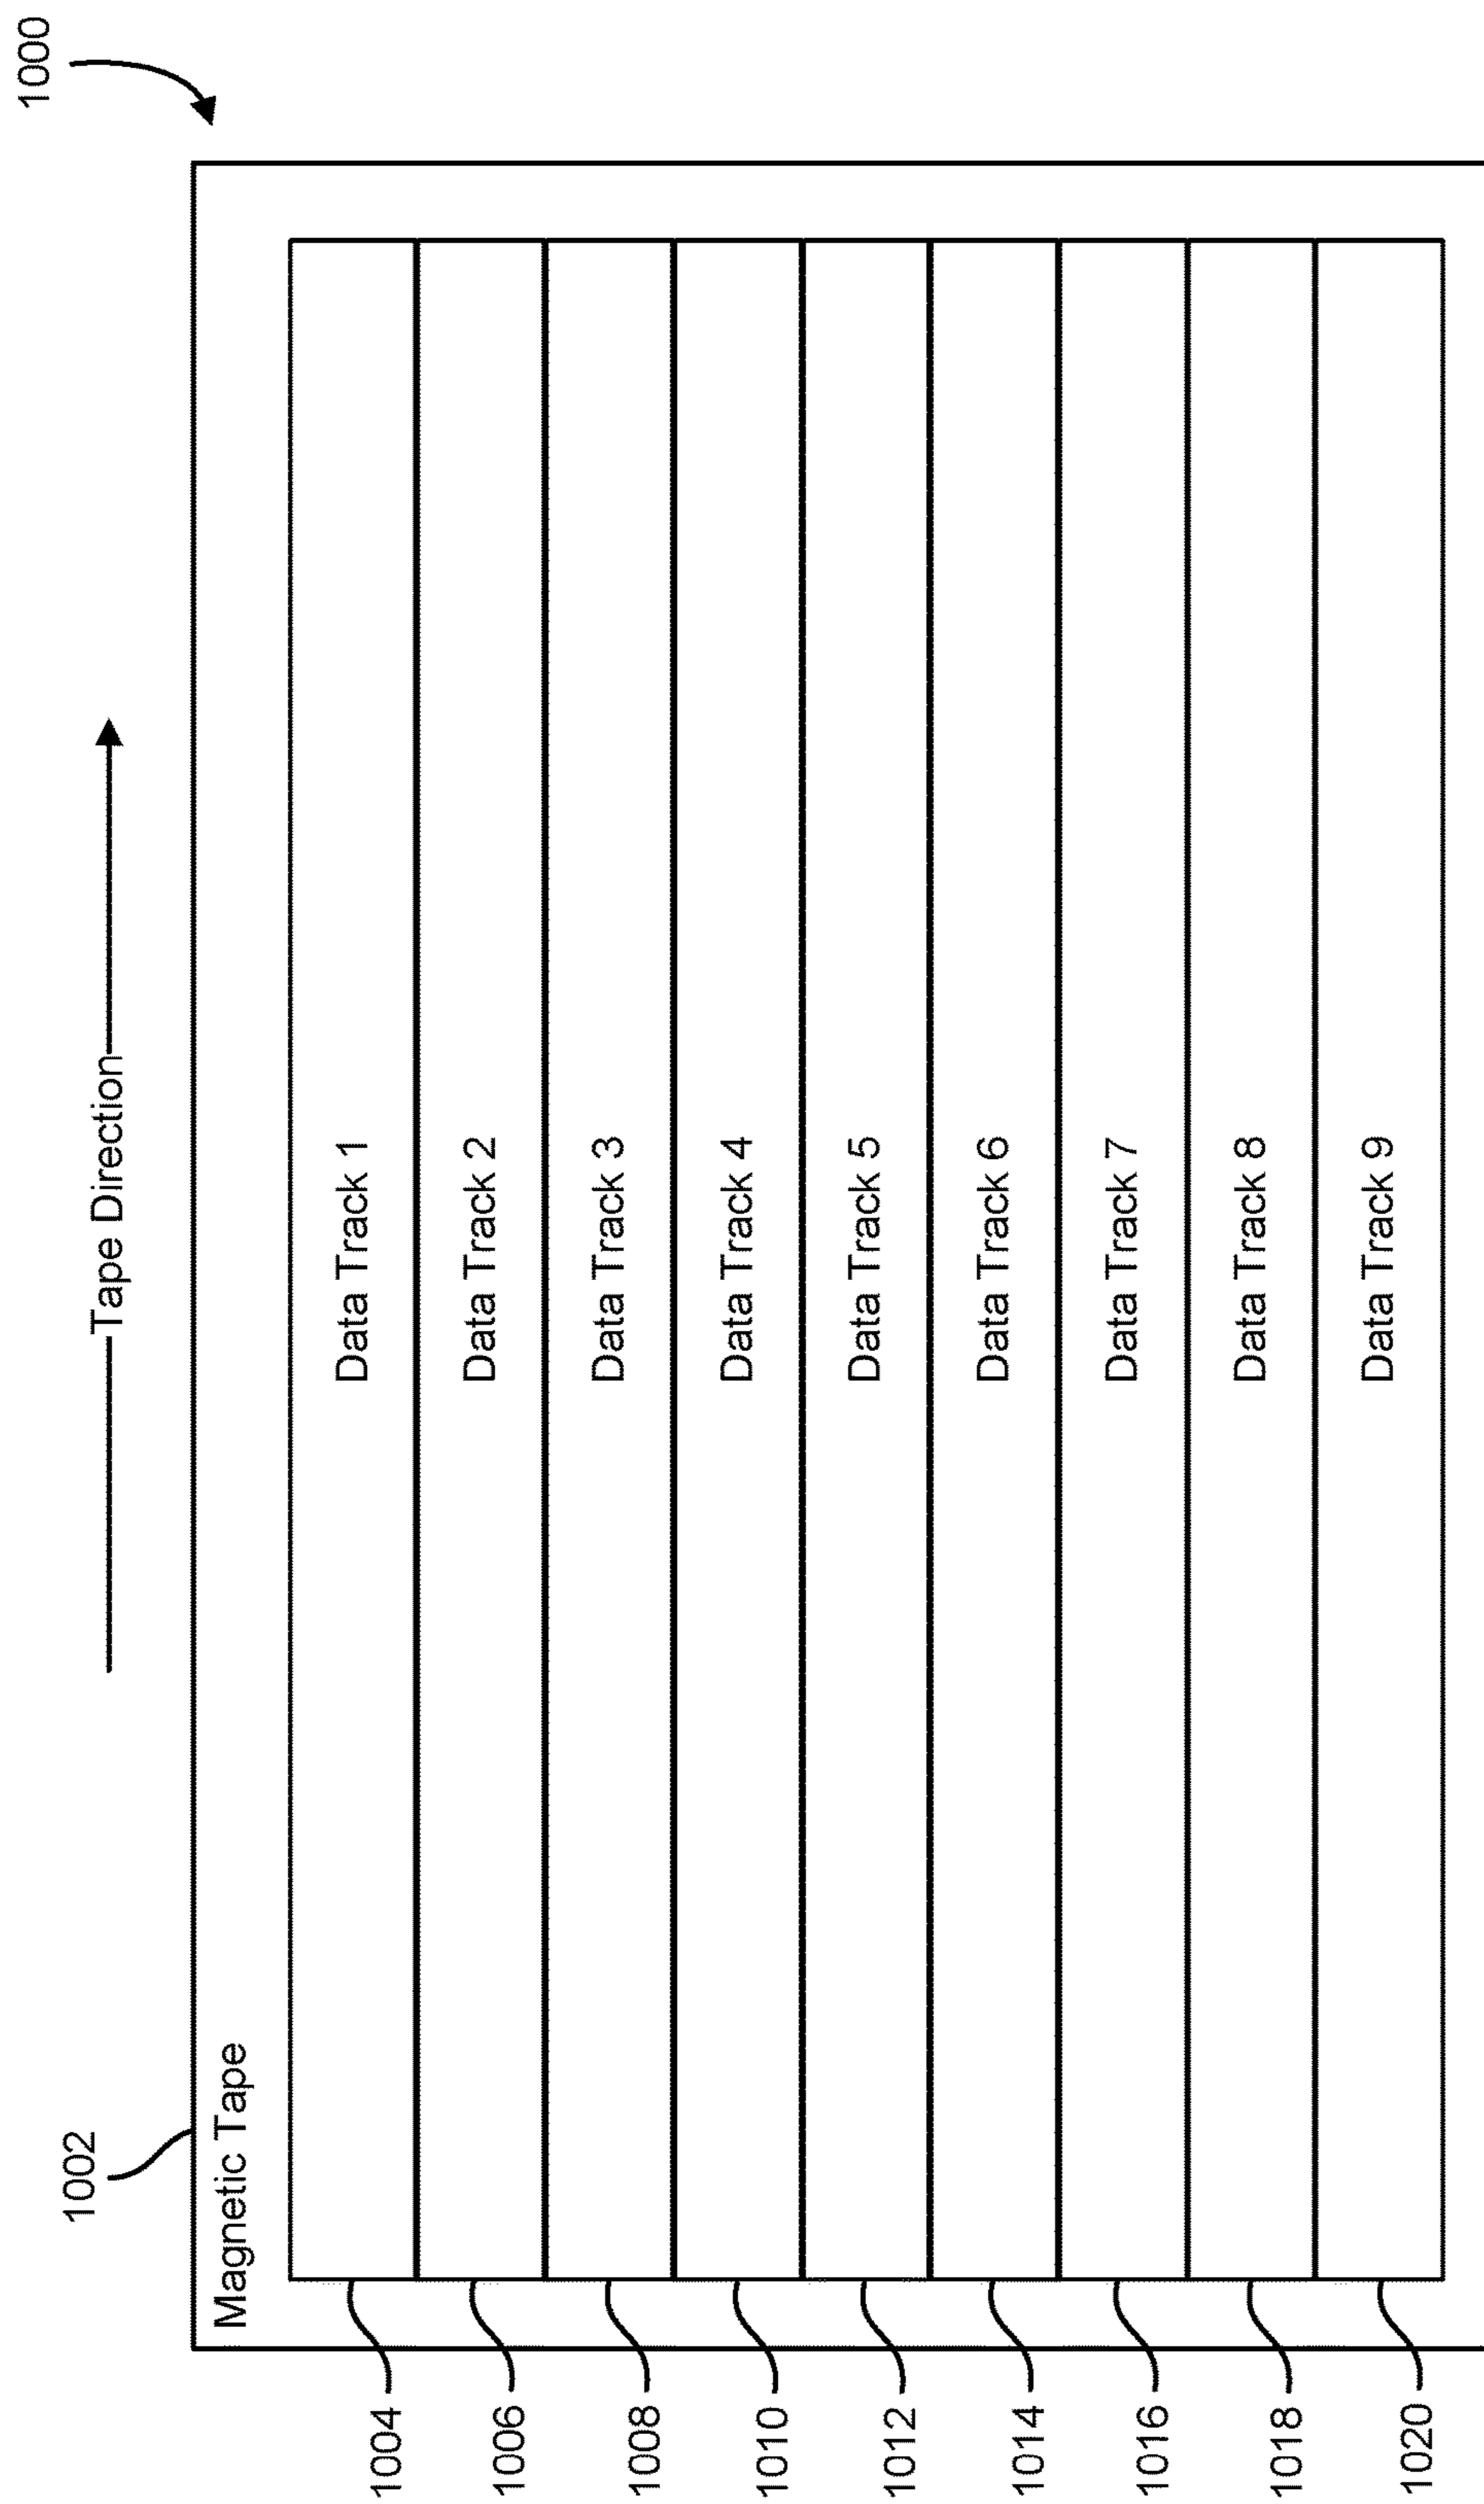 1000
Tape Direction
1002
Magnetic Tape
1004
Data Track 1
1006
Data Track 2
1008
Data Track 3
1010
Data Track 4
1012
Data Track 5
1014
Data Track 6
1016
Data Track 7
1018
Data Track 8
1020
Data Track 9